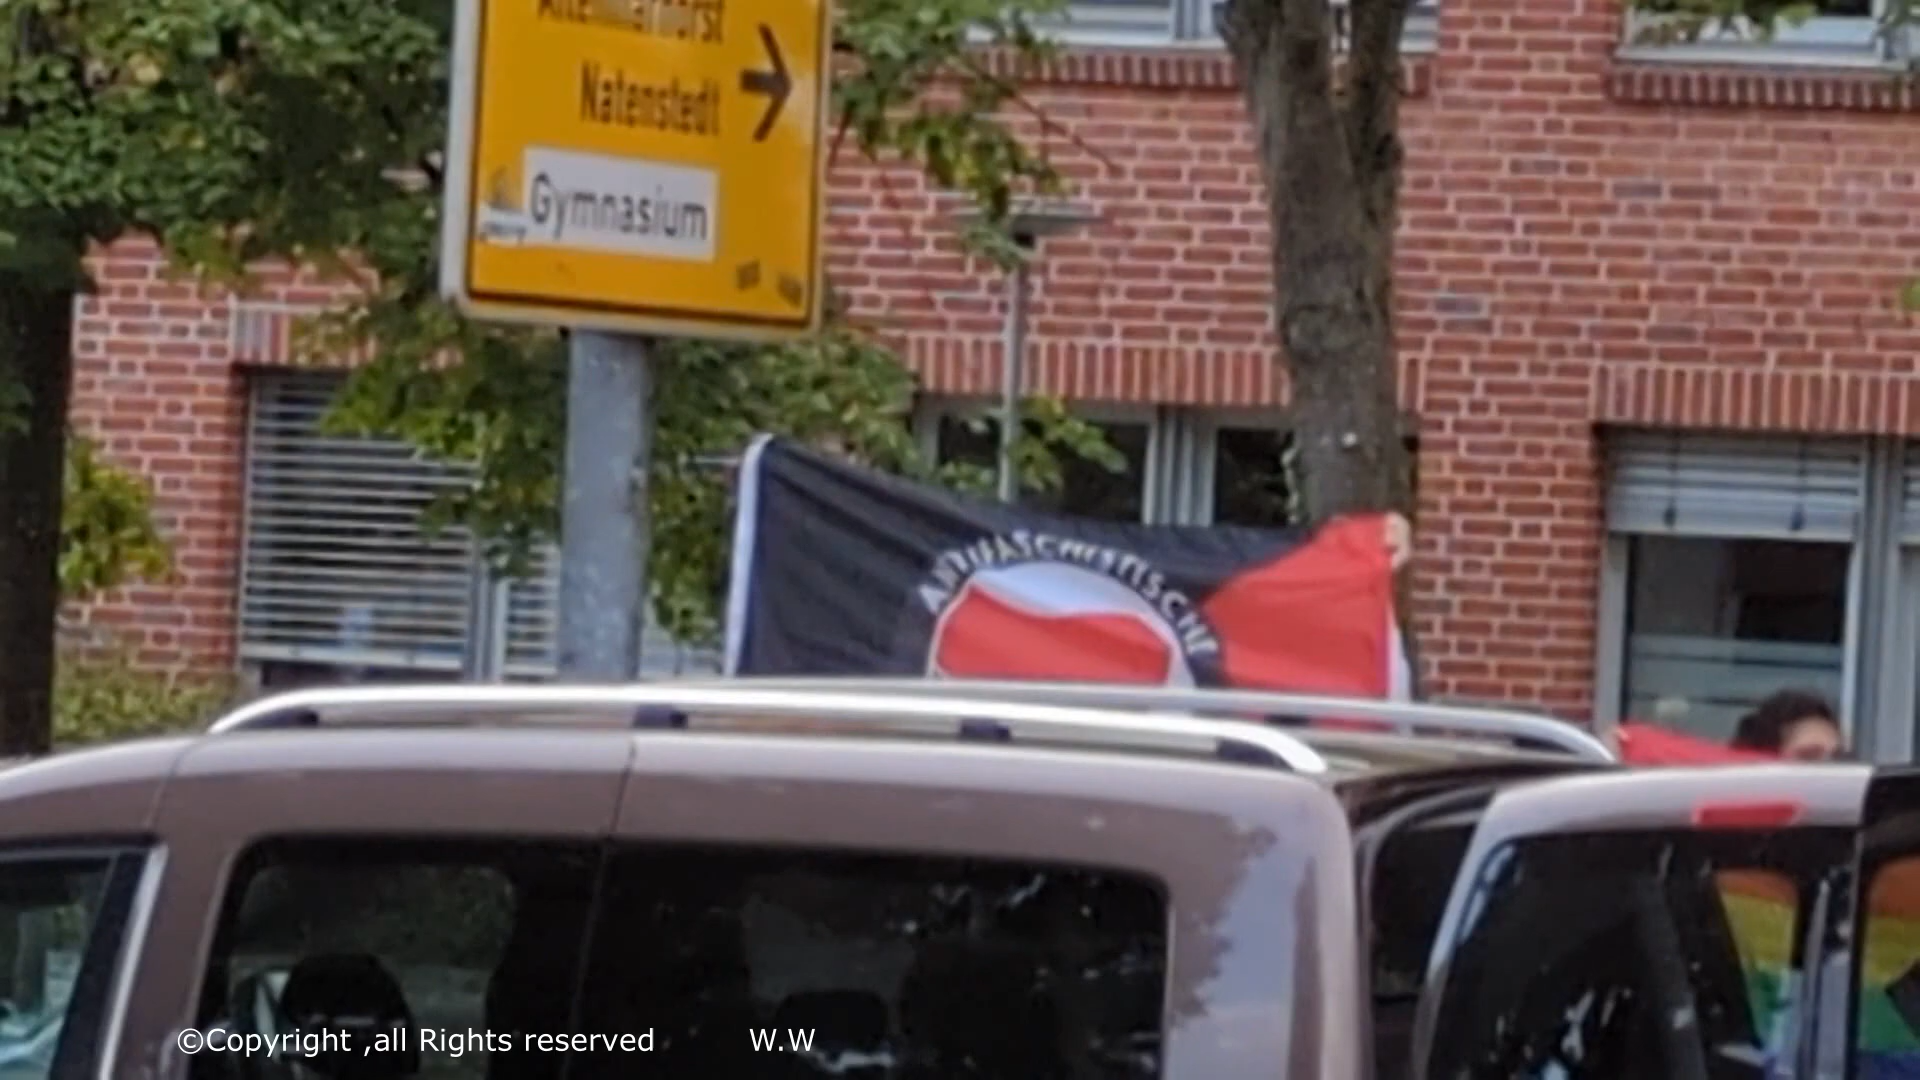 Natenstedt
Gymnasium
ANTIFASCHISTISCHE
©Copyright ,all Rights reserved W.W